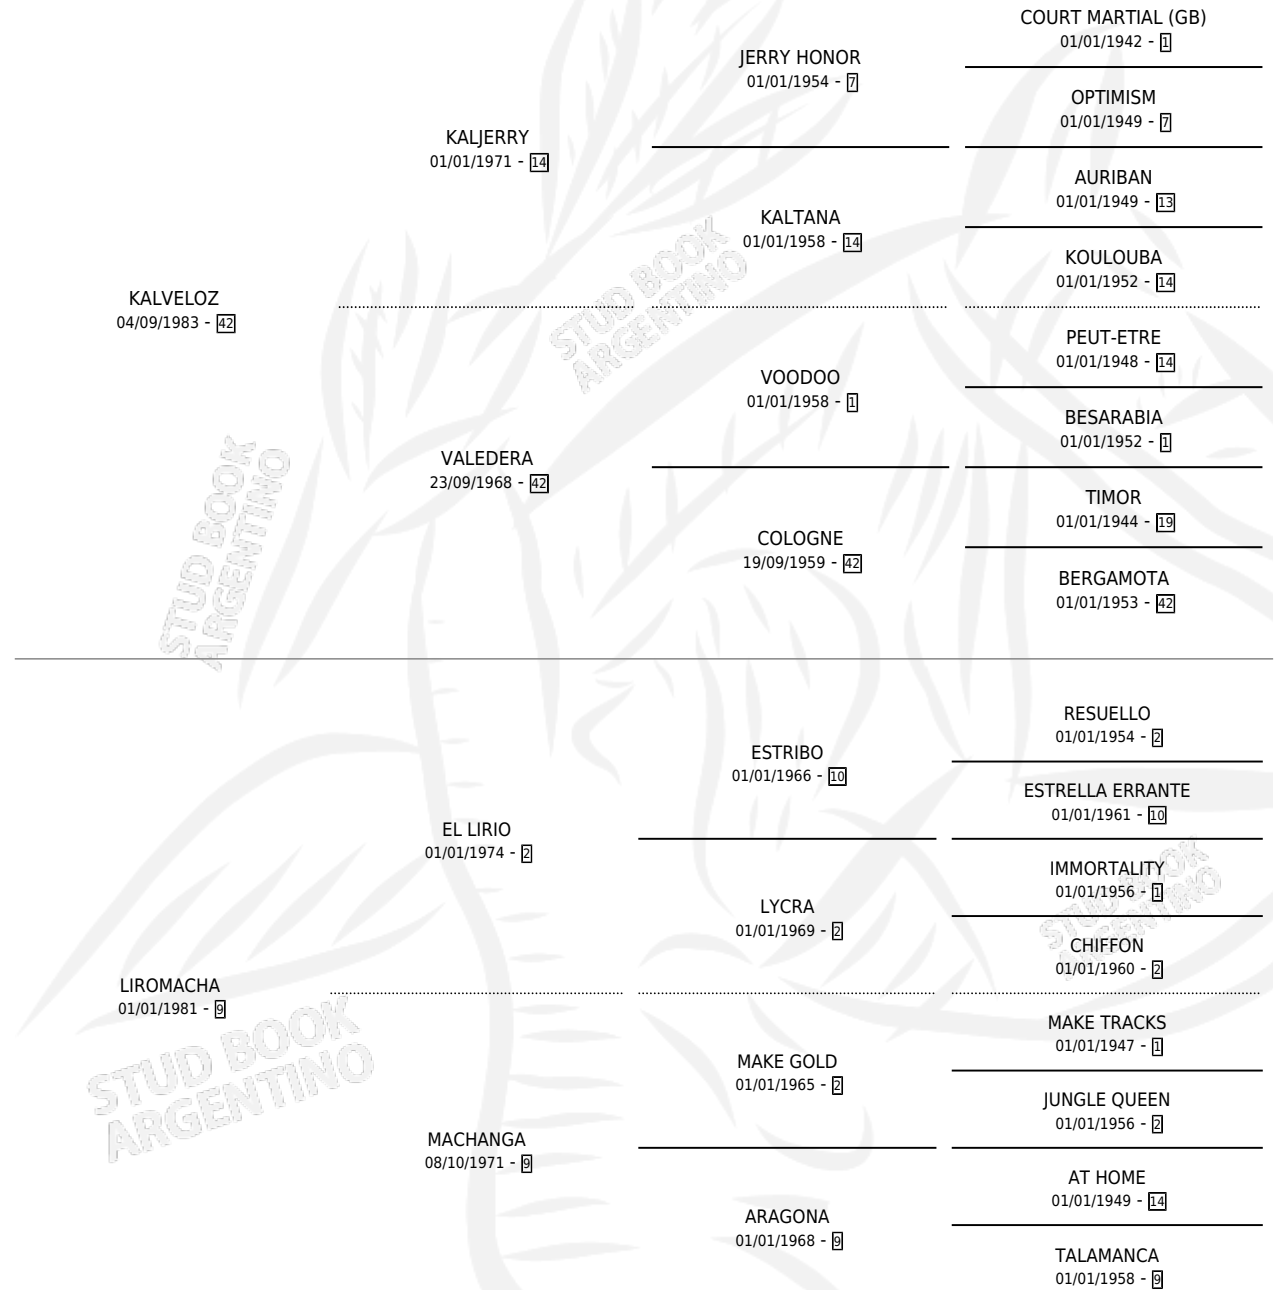 COURT MARTIAL (GB)
01/01/1942 - 1
JERRY HONOR
01/01/1954 - 7
OPTIMISM
01/01/1949 - 7
KALJERRY
01/01/1971 - 14
AURIBAN
01/01/1949 - 13
KALTANA
01/01/1958 - 14
KOULOUBA
01/01/1952 - 14
KALVELOZ
04/09/1983 - 42
PEUT-ETRE
01/01/1948 - 14
VOODOO
01/01/1958 - 1
BESARABIA
01/01/1952 - 1
VALEDERA
23/09/1968 - 42
TIMOR
01/01/1944 - 19
COLOGNE
19/09/1959 - 42
BERGAMOTA
01/01/1953 - 42
RESUELLO
01/01/1954 - 2
ESTRIBO
01/01/1966 - 10
ESTRELLA ERRANTE
01/01/1961 - 10
EL LIRIO
01/01/1974 - 2
IMMORTALITY
01/01/1956 - 1
LYCRA
01/01/1969 - 2
CHIFFON
01/01/1960 - 2
LIROMACHA
01/01/1981 - 9
MAKE TRACKS
01/01/1947 - 1
MAKE GOLD
01/01/1965 - 2
JUNGLE QUEEN
01/01/1956 - 2
MACHANGA
08/10/1971 - 9
AT HOME
01/01/1949 - 14
ARAGONA
01/01/1968 - 9
TALAMANCA
01/01/1958 - 9
STUD BOOK
ARGENTINO
STUD BOOK
ARGENTINO
STUD BOOK
ARGENTINO
STUD BOOK
ARGENTINO